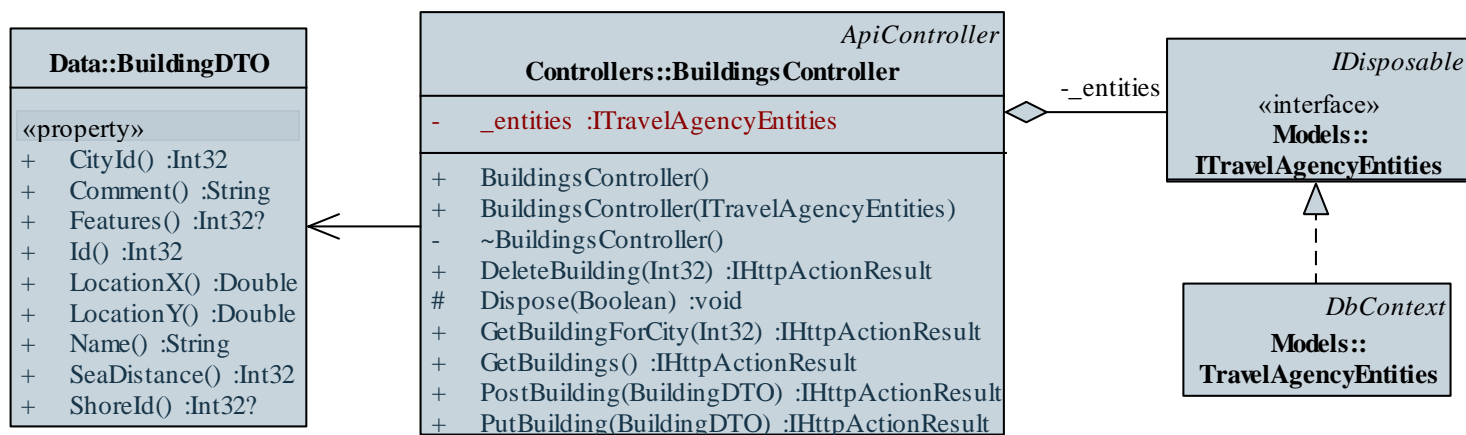 Data::BuildingDTO
«property»
+ CityId() :Int32
+ Comment() :String
+ Features() :Int32?
+ Id() :Int32
+ LocationX() :Double
+ LocationY() :Double
+ Name() :String
+ SeaDistance() :Int32
+ ShoreId() :Int32?
ApiController
Controllers::BuildingsController
- _entities :ITravelAgencyEntities
+ BuildingsController()
+ BuildingsController(ITravelAgencyEntities)
- ~BuildingsController()
+ DeleteBuilding(Int32) :IHttpActionResult
# Dispose(Boolean) :void
+ GetBuildingForCity(Int32) :IHttpActionResult
+ GetBuildings() :IHttpActionResult
+ PostBuilding(BuildingDTO) :IHttpActionResult
+ PutBuilding(BuildingDTO) :IHttpActionResult
-_entities
IDisposable
«interface»
Models::
ITravelAgencyEntities
DbContext
Models::
TravelAgencyEntities